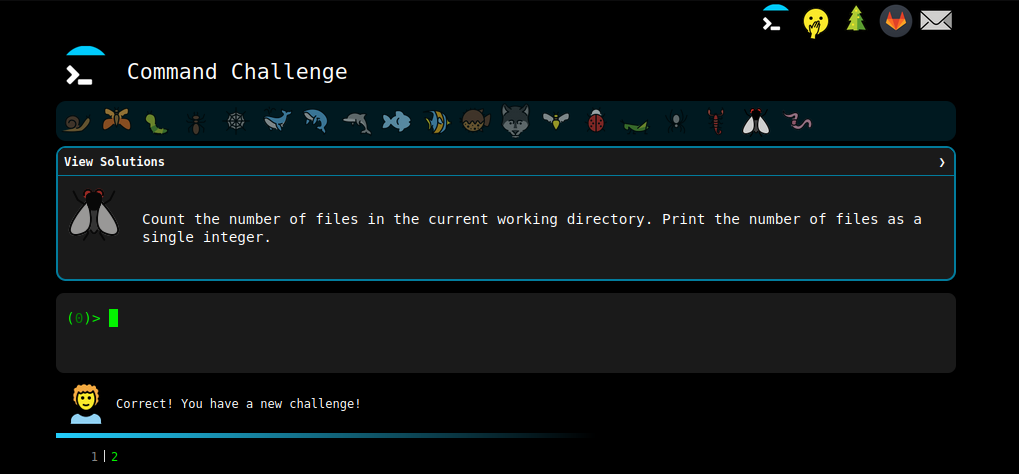 Command Challenge
View Solutions
Count the number of files in the current working directory. Print the number of files as a
single integer.
(0)>
Correct! You have a new challenge!
1 | 2